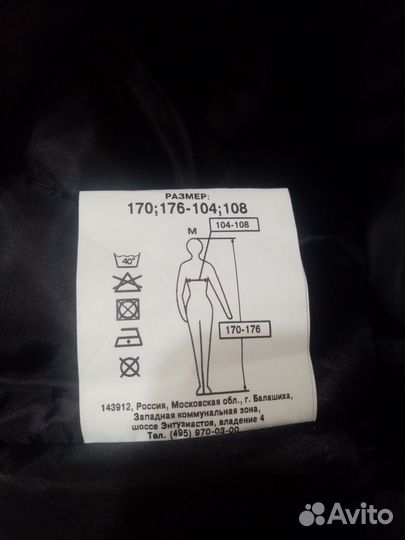 РАЗМЕР:
170;176-104;108
М
104-108
40°
170-176
143912, Россия, Московская обл., г. Балашиха,
Западная коммунальная зона,
шоссе Энтузиастов, владение 4
Тел. (495) 970-03-00
Avito